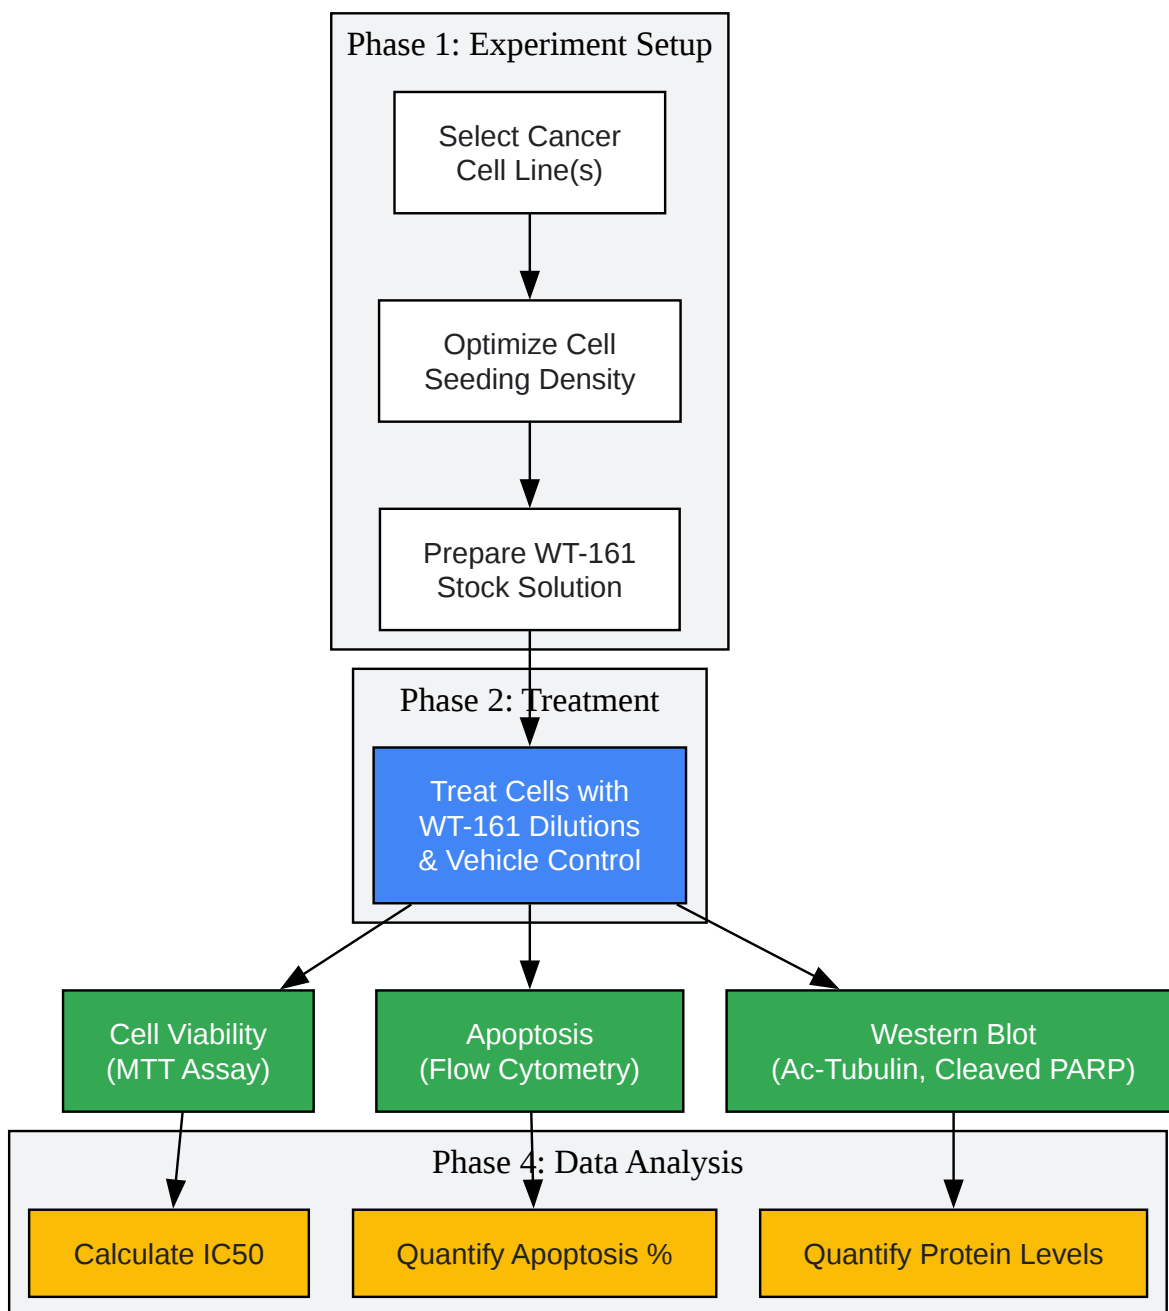 Phase 1: Experiment Setup
Select Cancer
Cell Line(s)
Optimize Cell
Seeding Density
Prepare WT-161
Stock Solution
Phase 2: Treatment
Treat Cells with
WT-161 Dilutions
& Vehicle Control
Cell Viability
(MTT Assay)
Apoptosis
(Flow Cytometry)
Western Blot
(Ac-Tubulin, Cleaved PARP)
Phase 4: Data Analysis
Calculate IC50
Quantify Apoptosis %
Quantify Protein Levels